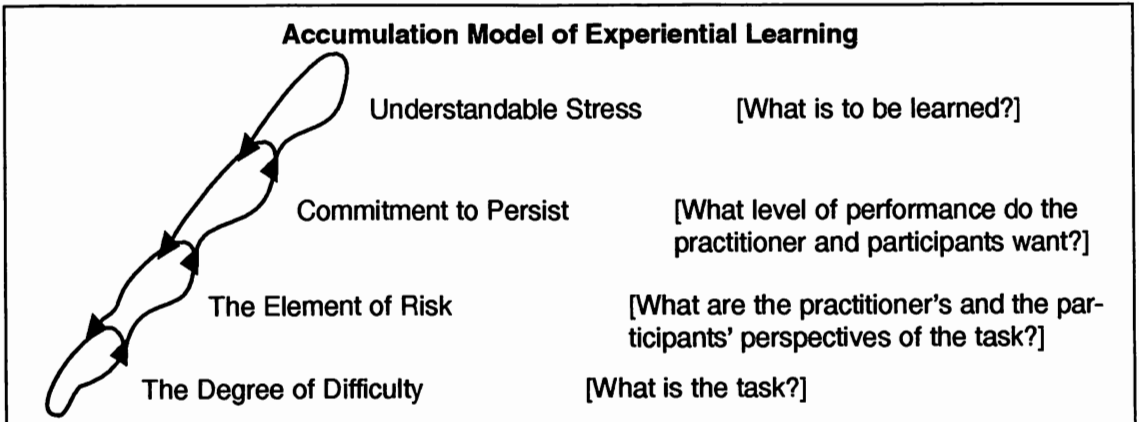 Accumulation Model of Experiential Learning
Understandable Stress [What is to be learned?]
Commitment to Persist [What level of performance do the
practitioner and participants want?]
The Element of Risk [What are the practitioner's and the par-
ticipants' perspectives of the task?]
The Degree of Difficulty [What is the task?]